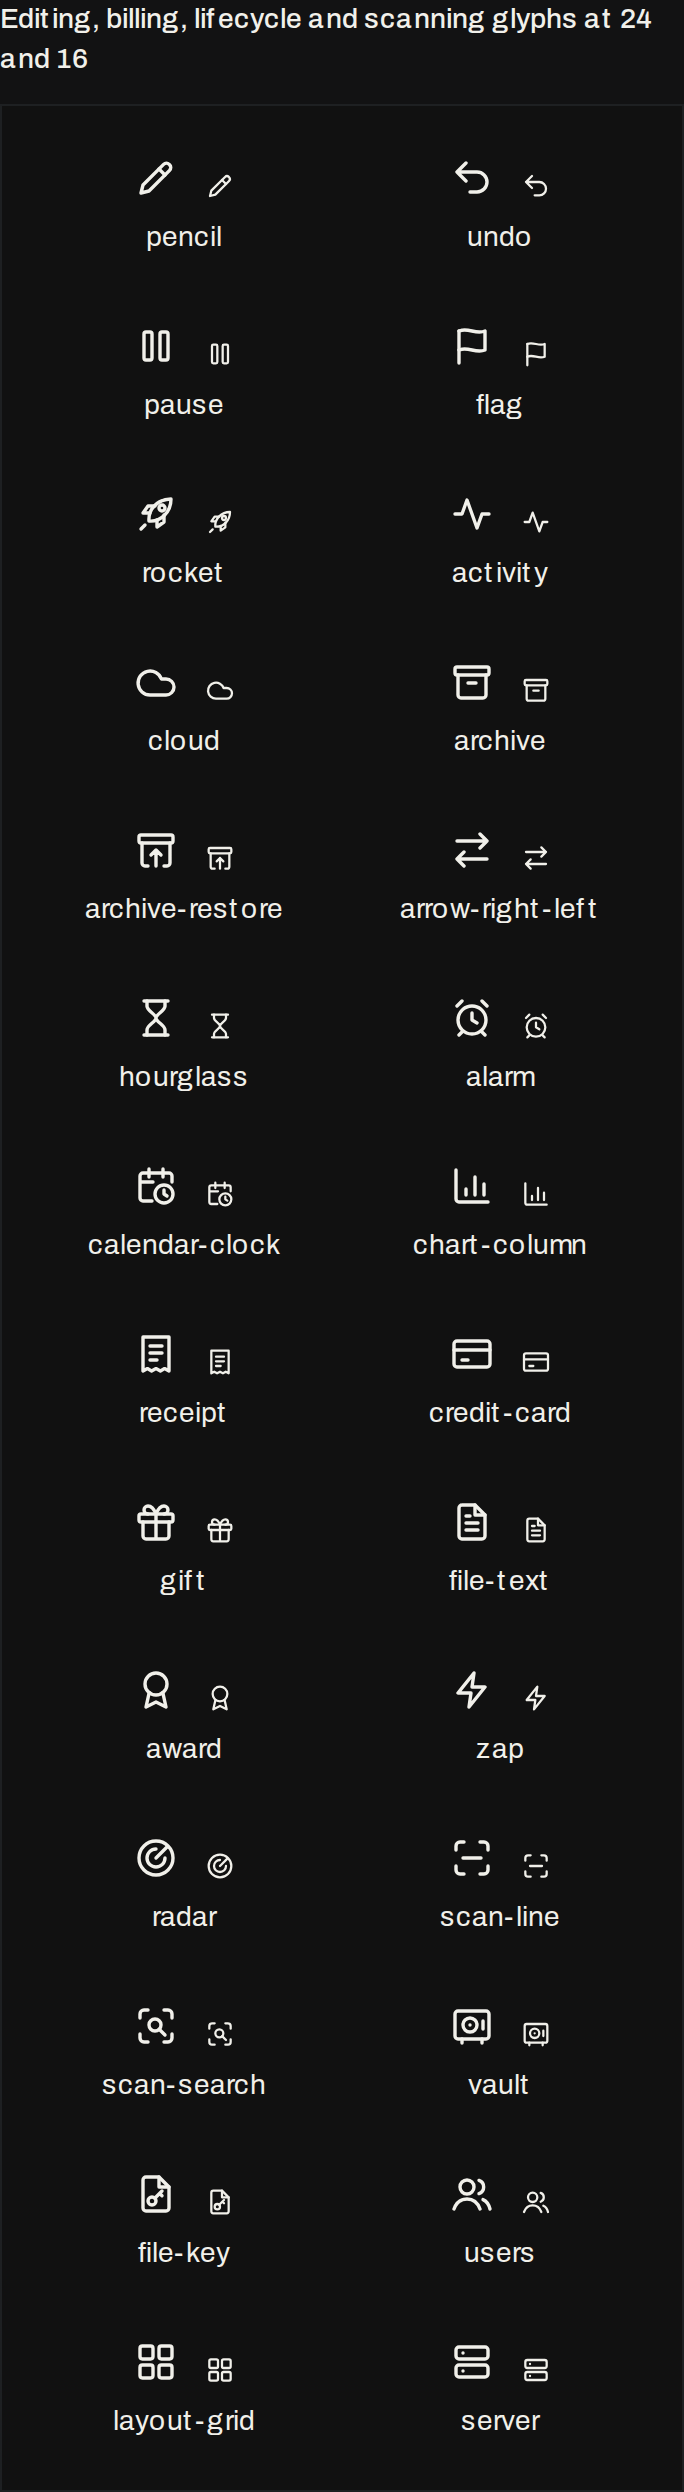 Editing, billing, lifecycle and scanning glyphs at 24
and 16
pencil
undo
pause
flag
rocket
activity
cloud
archive
archive-restore
arrow-right-left
hourglass
alarm
calendar-clock
chart-column
receipt
credit-card
gift
file-text
award
zap
radar
scan-line
scan-search
vault
file-key
users
layout-grid
server